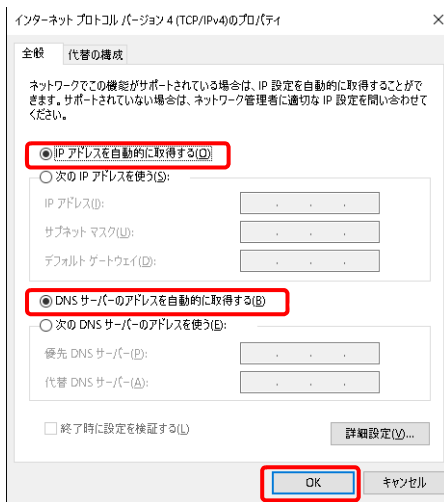 インターネット プロトコル バージョン 4 (TCP/IPv4)のプロパティ
全般
代替の構成
ネットワークでこの機能がサポートされている場合は、IP 設定を自動的に取得することがで
きます。サポートされていない場合は、ネットワーク管理者に適切な IP 設定を問い合わせて
ください。
IP アドレスを自動的に取得する(O)
次の IP アドレスを使う(S):
IP アドレス(I):
サブネット マスク(U):
デフォルト ゲートウェイ(D):
DNS サーバーのアドレスを自動的に取得する(B)
次の DNS サーバーのアドレスを使う(E):
優先 DNS サーバー(P):
代替 DNS サーバー(A):
終了時に設定を検証する(L)
詳細設定(V)...
OK
キャンセル